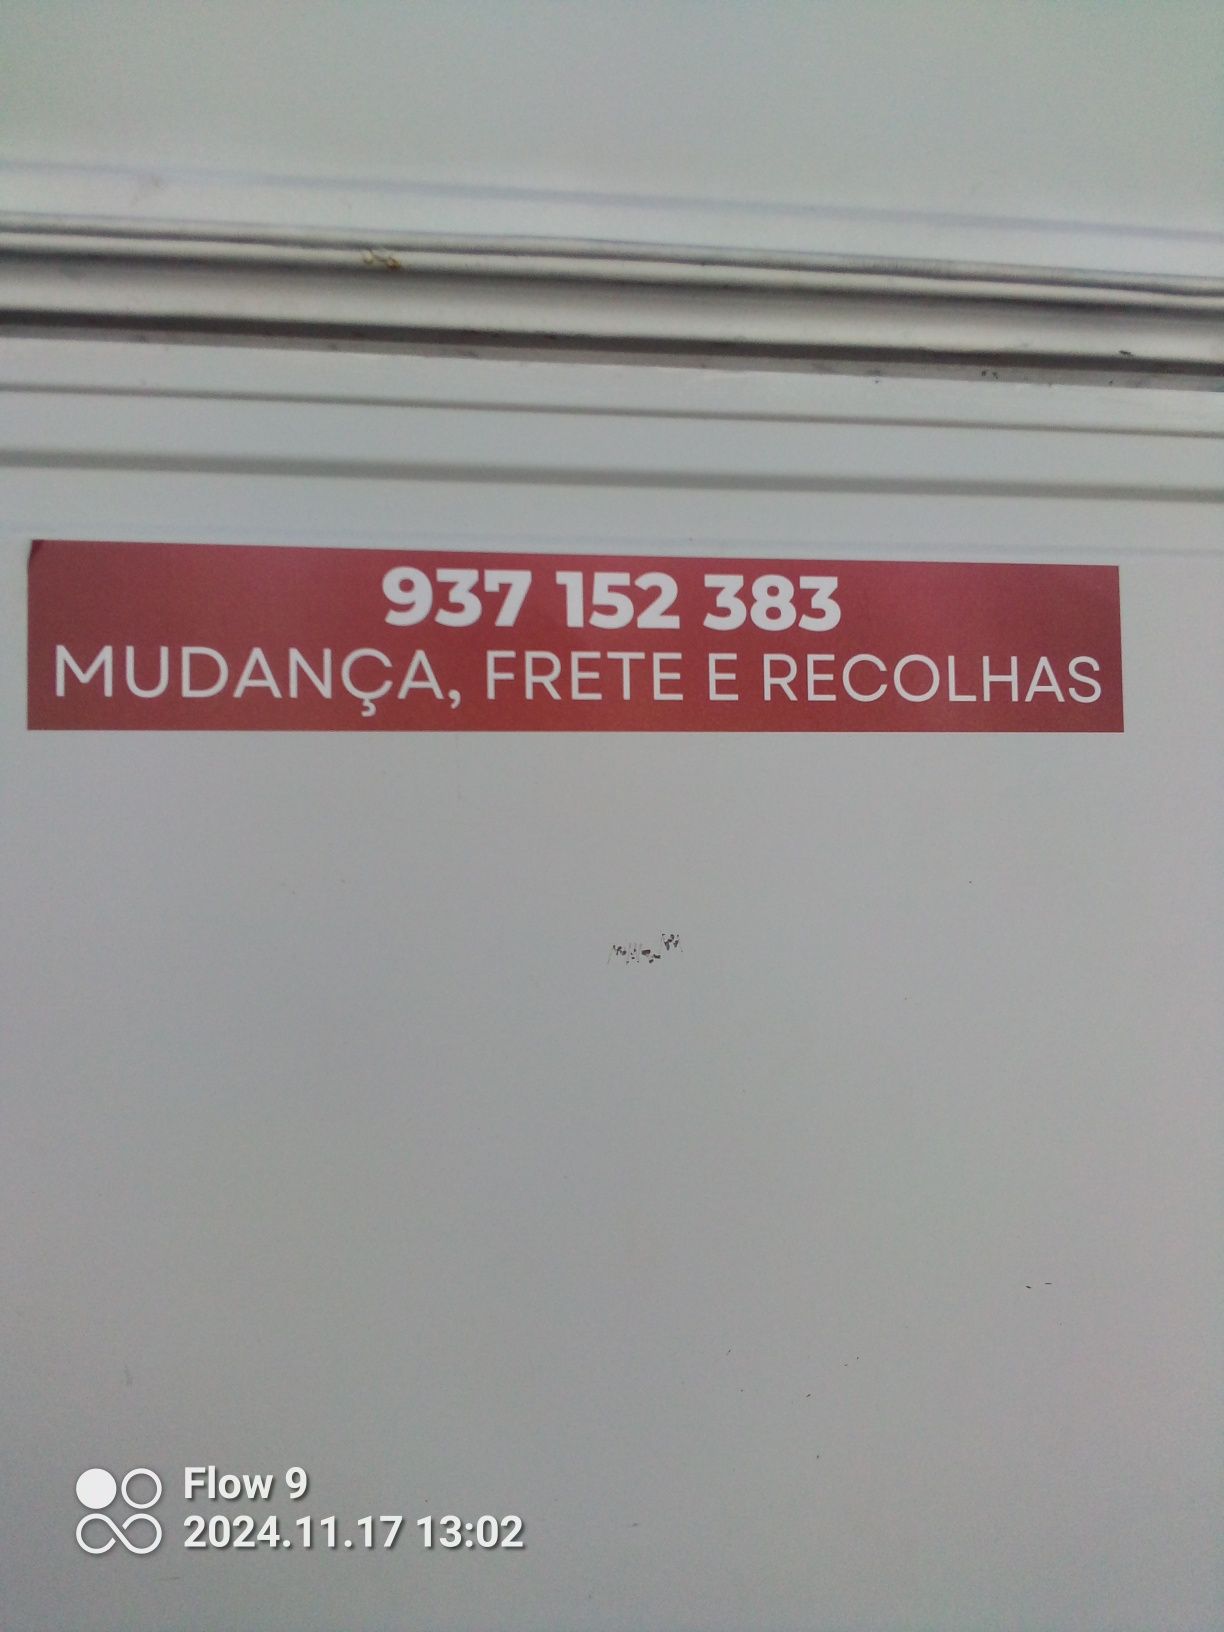 937 152 383
MUDANÇA, FRETE E RECOLHAS
Flow 9
2024.11.17 13:02